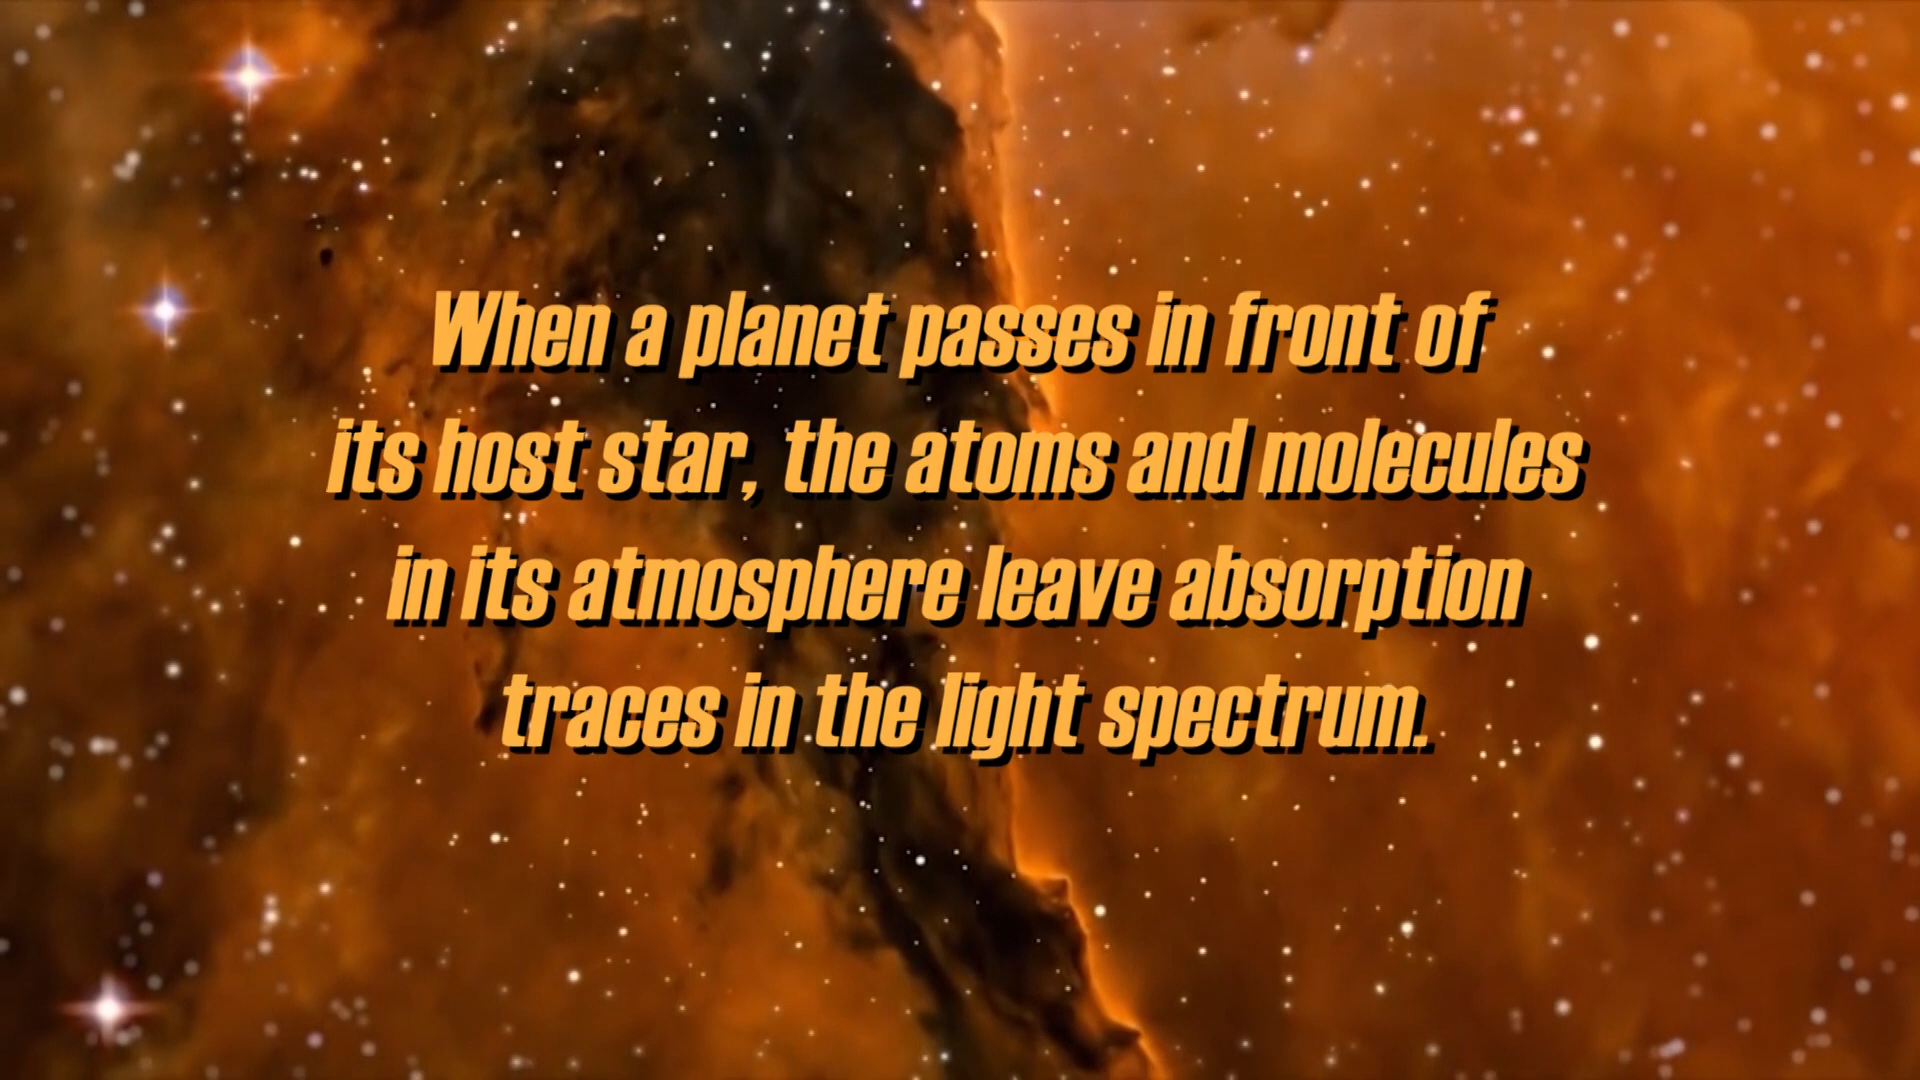 When a planet passes in front of
its host star, the atoms and molecules
in its atmosphere leave absorption
traces in the light spectrum.